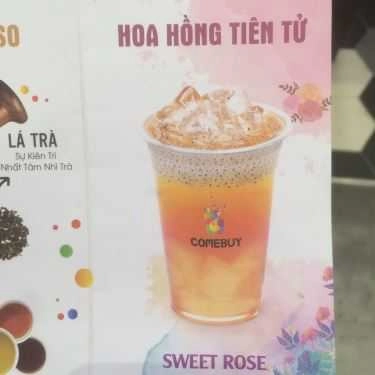 SO
LÁ TRÀ
Sự Kiên Trì
Nhất Tâm Nhì Trà
HOA HỒNG TIÊN TỬ
COMEBUY
SWEET ROSE